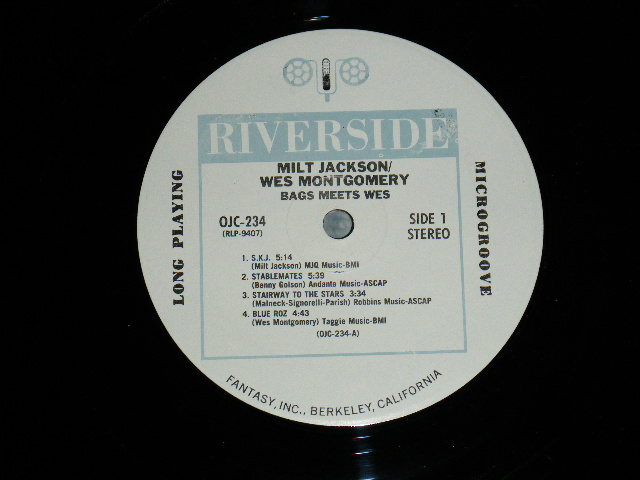 RIVERSIDE
MILT JACKSON/
WES MONTGOMERY
BAGS MEETS WES
OJC-234
(RLP-9407)
SIDE 1
STEREO
LONG PLAYING
MICROGROOVE
1. S.K.J. 5:14
(Milt Jackson) MJQ Music-BMI
2. STABLEMATES 5:39
(Benny Golson) Andante Music-ASCAP
3. STAIRWAY TO THE STARS 3:34
(Malneck-Signorelli-Parish) Robbins Music-ASCAP
4. BLUE ROZ 4:43
(Wes Montgomery) Taggie Music-BMI
(OJC-234-A)
FANTASY, INC., BERKELEY, CALIFORNIA